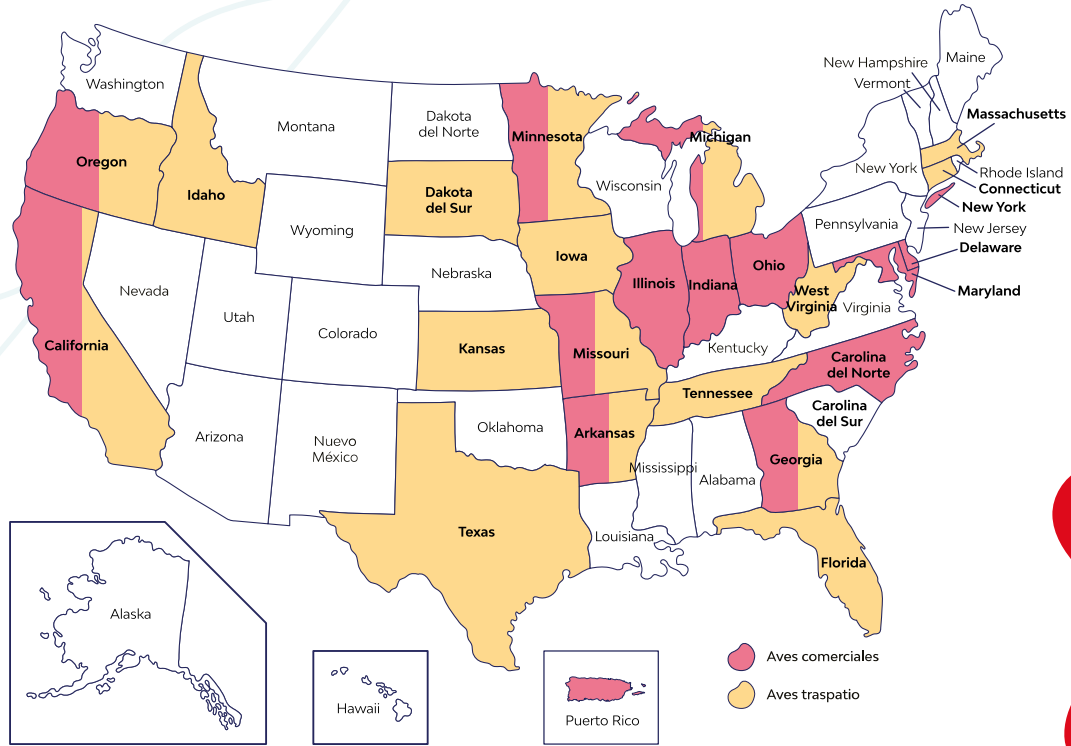 Washington
Montana
Dakota
del Norte
Minnesota
Michigan
New Hampshire
Vermont
Maine
Massachusetts
Oregon
Idaho
Dakota
del Sur
Wisconsin
New York
Rhode Island
Connecticut
New York
Wyoming
Pennsylvania
New Jersey
Delaware
Iowa
Nebraska
Illinois
Indiana
Ohio
West
Virginia
Virginia
Maryland
Nevada
Utah
Colorado
California
Kansas
Missouri
Kentucky
Carolina
del Norte
Tennessee
Carolina
del Sur
Arizona
Nuevo
México
Oklahoma
Arkansas
Mississippi
Alabama
Georgia
Texas
Louisiana
Florida
Alaska
Hawaii
Puerto Rico
Aves comerciales
Aves traspatio